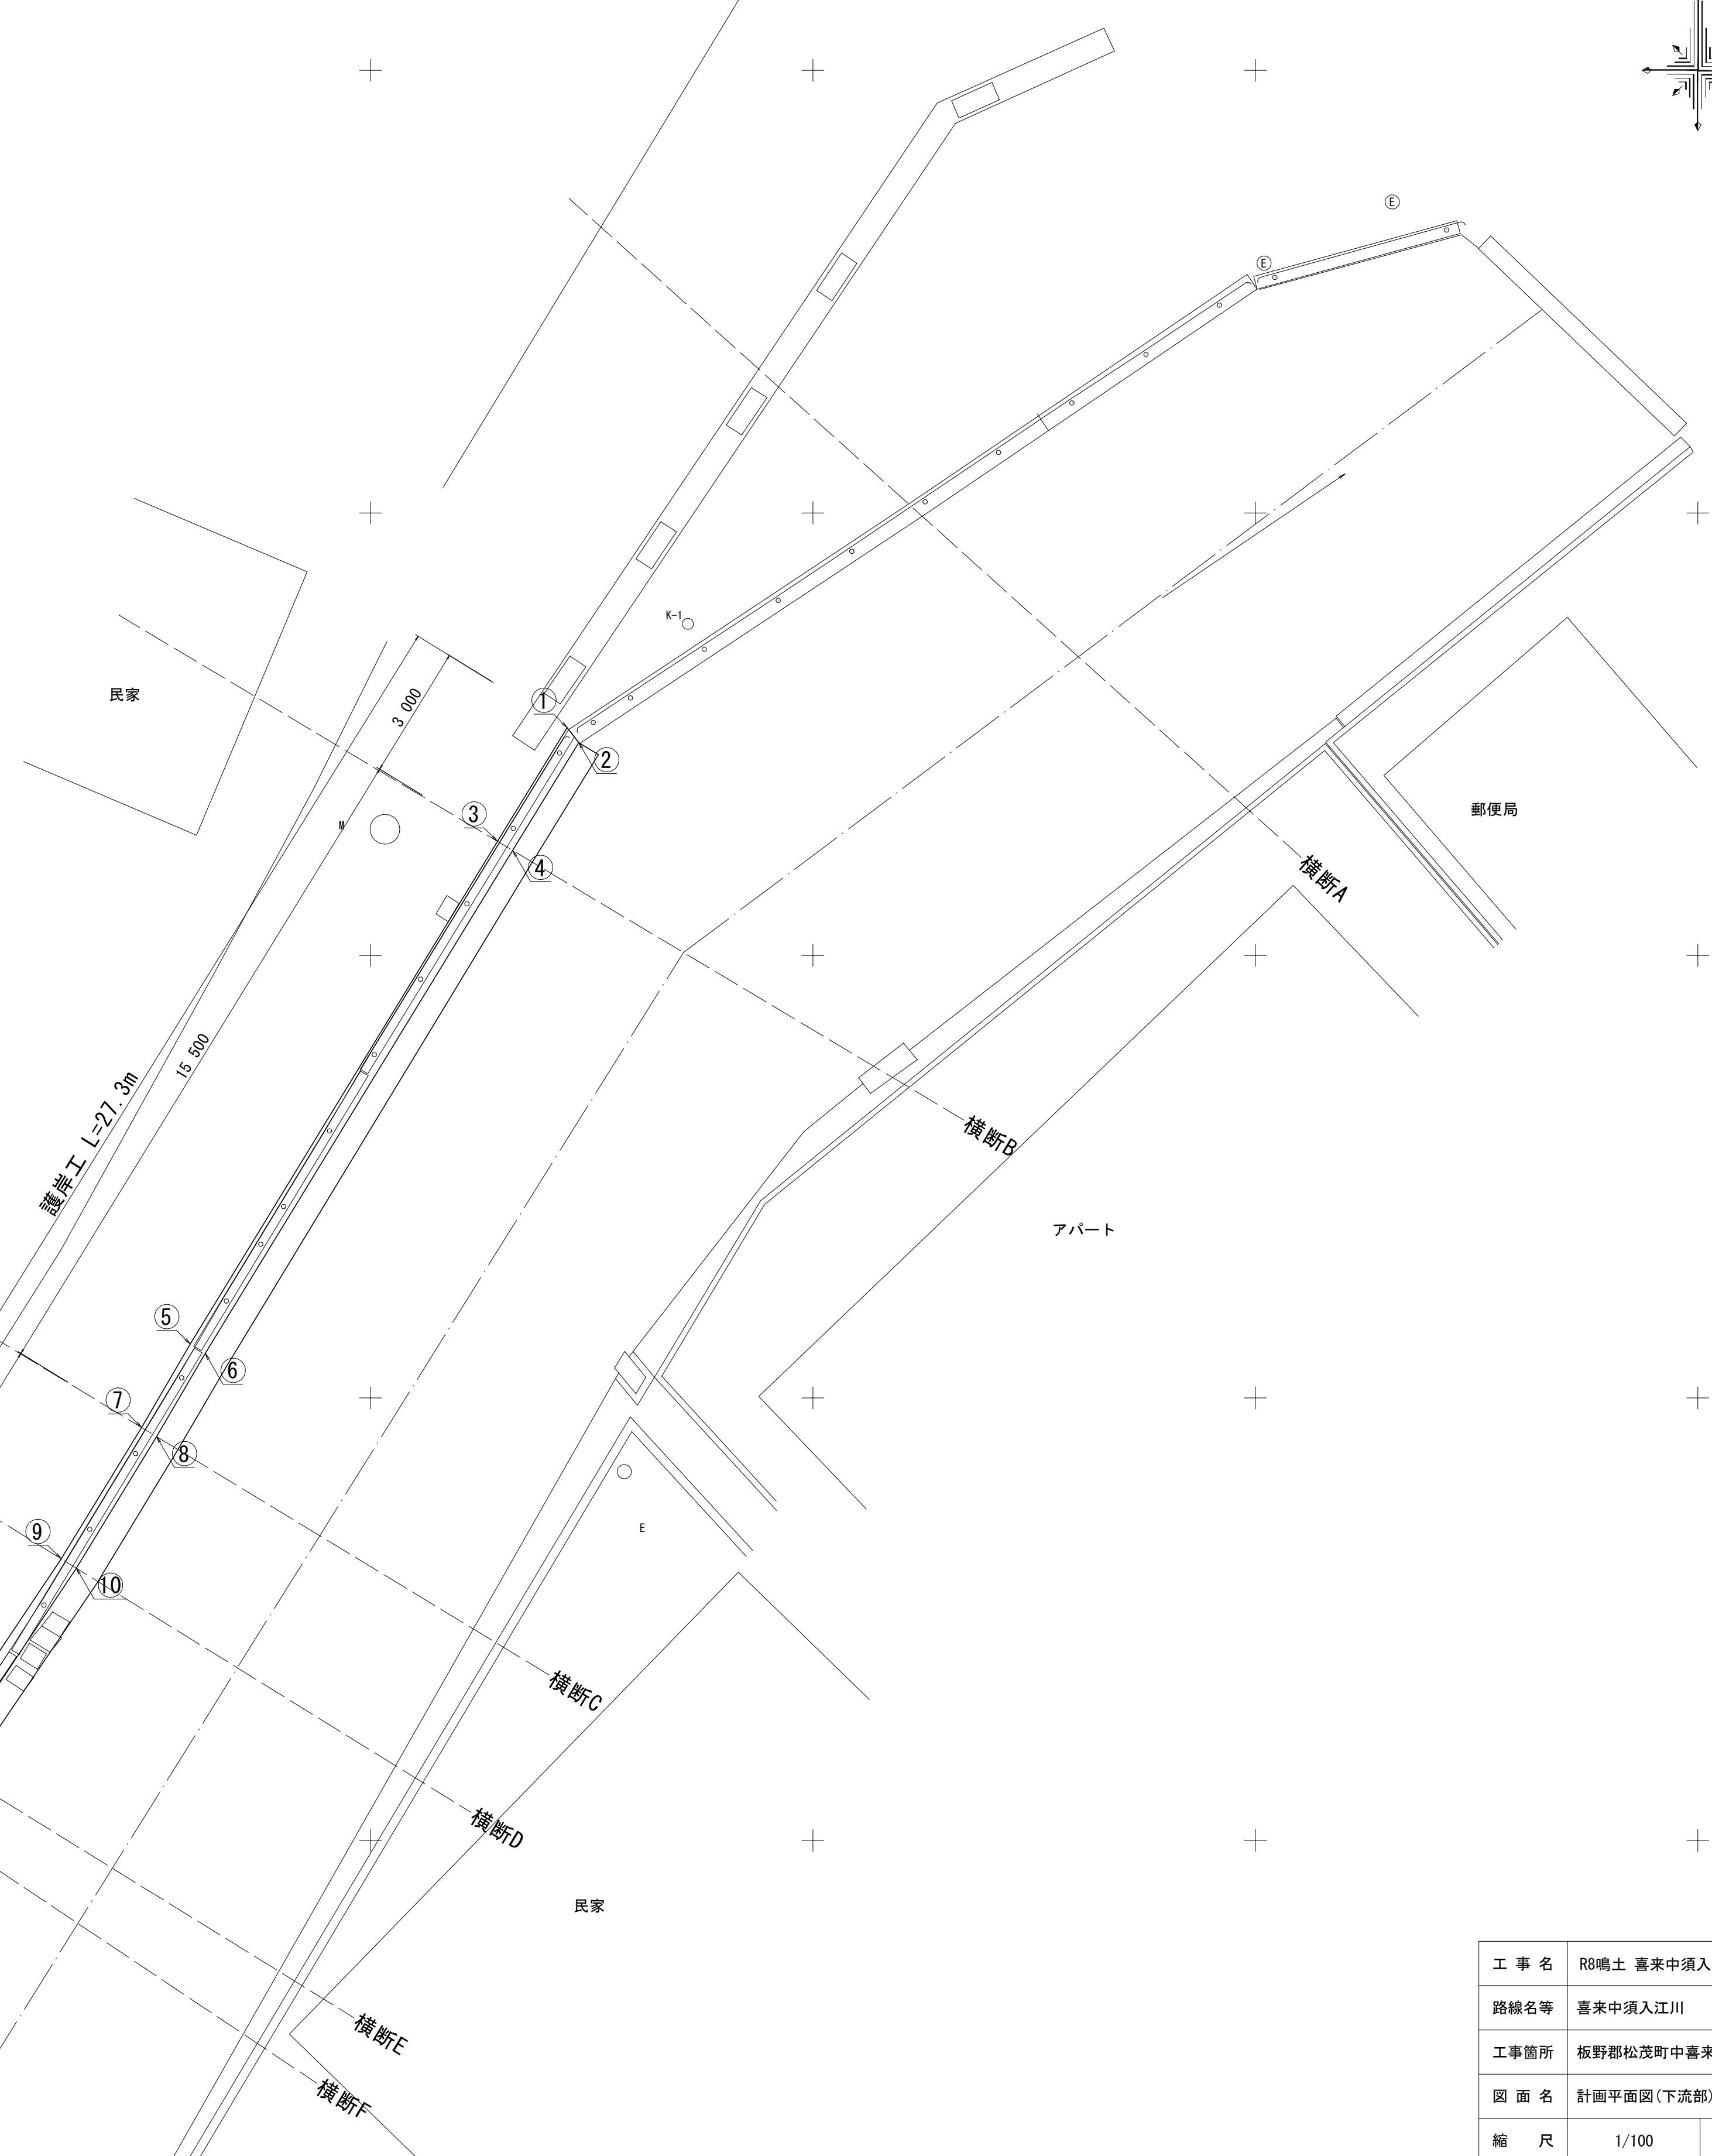 Ⓔ
Ⓔ
K-1
民家
3 000
①
②
M
③
④
郵便局
横断A
15 500
護岸工 L=27.3m
横断B
アパート
⑤
⑥
⑦
⑧
⑨
E
⑩
横断C
横断D
民家
横断E
横断F
工 事 名 R8鳴土 喜来中須入
路線名等 喜来中須入江川
工事箇所 板野郡松茂町中喜来
図 面 名 計画平面図(下流部)
縮 尺 1/100